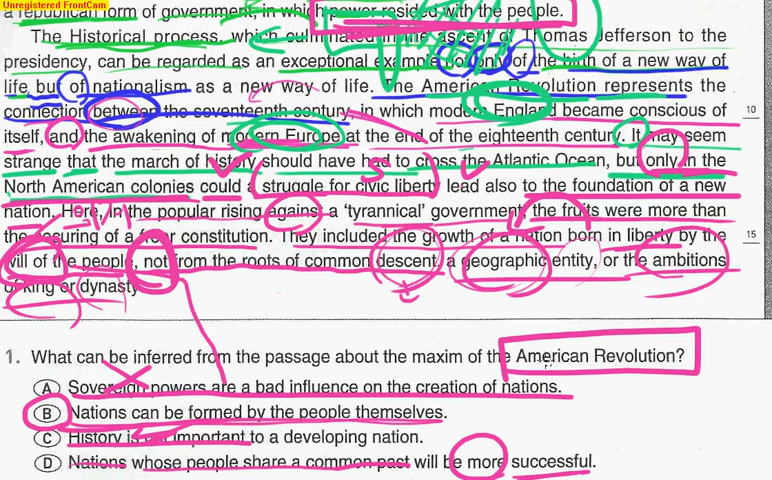 Unregistered FrontCam
a republican form of government, in which power resided with the people.
The Historical process, which culminated in the ascent of Thomas Jefferson to the
presidency, can be regarded as an exceptional example not only of the birth of a new way of
life, but of nationalism as a new way of life. The American Revolution represents the
connection between the seventeenth century, in which modern England became conscious of
10
itself, and the awakening of modern Europe at the end of the eighteenth century. It may seem
strange that the march of history should have had to cross the Atlantic Ocean, but only in the
North American colonies could a struggle for civic liberty lead also to the foundation of a new
nation. Here, in the popular rising against a 'tyrannical' government, the fruits were more than
the securing of a freer constitution. They included the growth of a nation born in liberty by the
15
will of the people, not from the roots of common descent, a geographic entity, or the ambitions
of king or dynasty
1. What can be inferred from the passage about the maxim of the American Revolution?
A Sovereign powers are a bad influence on the creation of nations.
B Nations can be formed by the people themselves.
C History is not important to a developing nation.
D Nations whose people share a common past will be more successful.